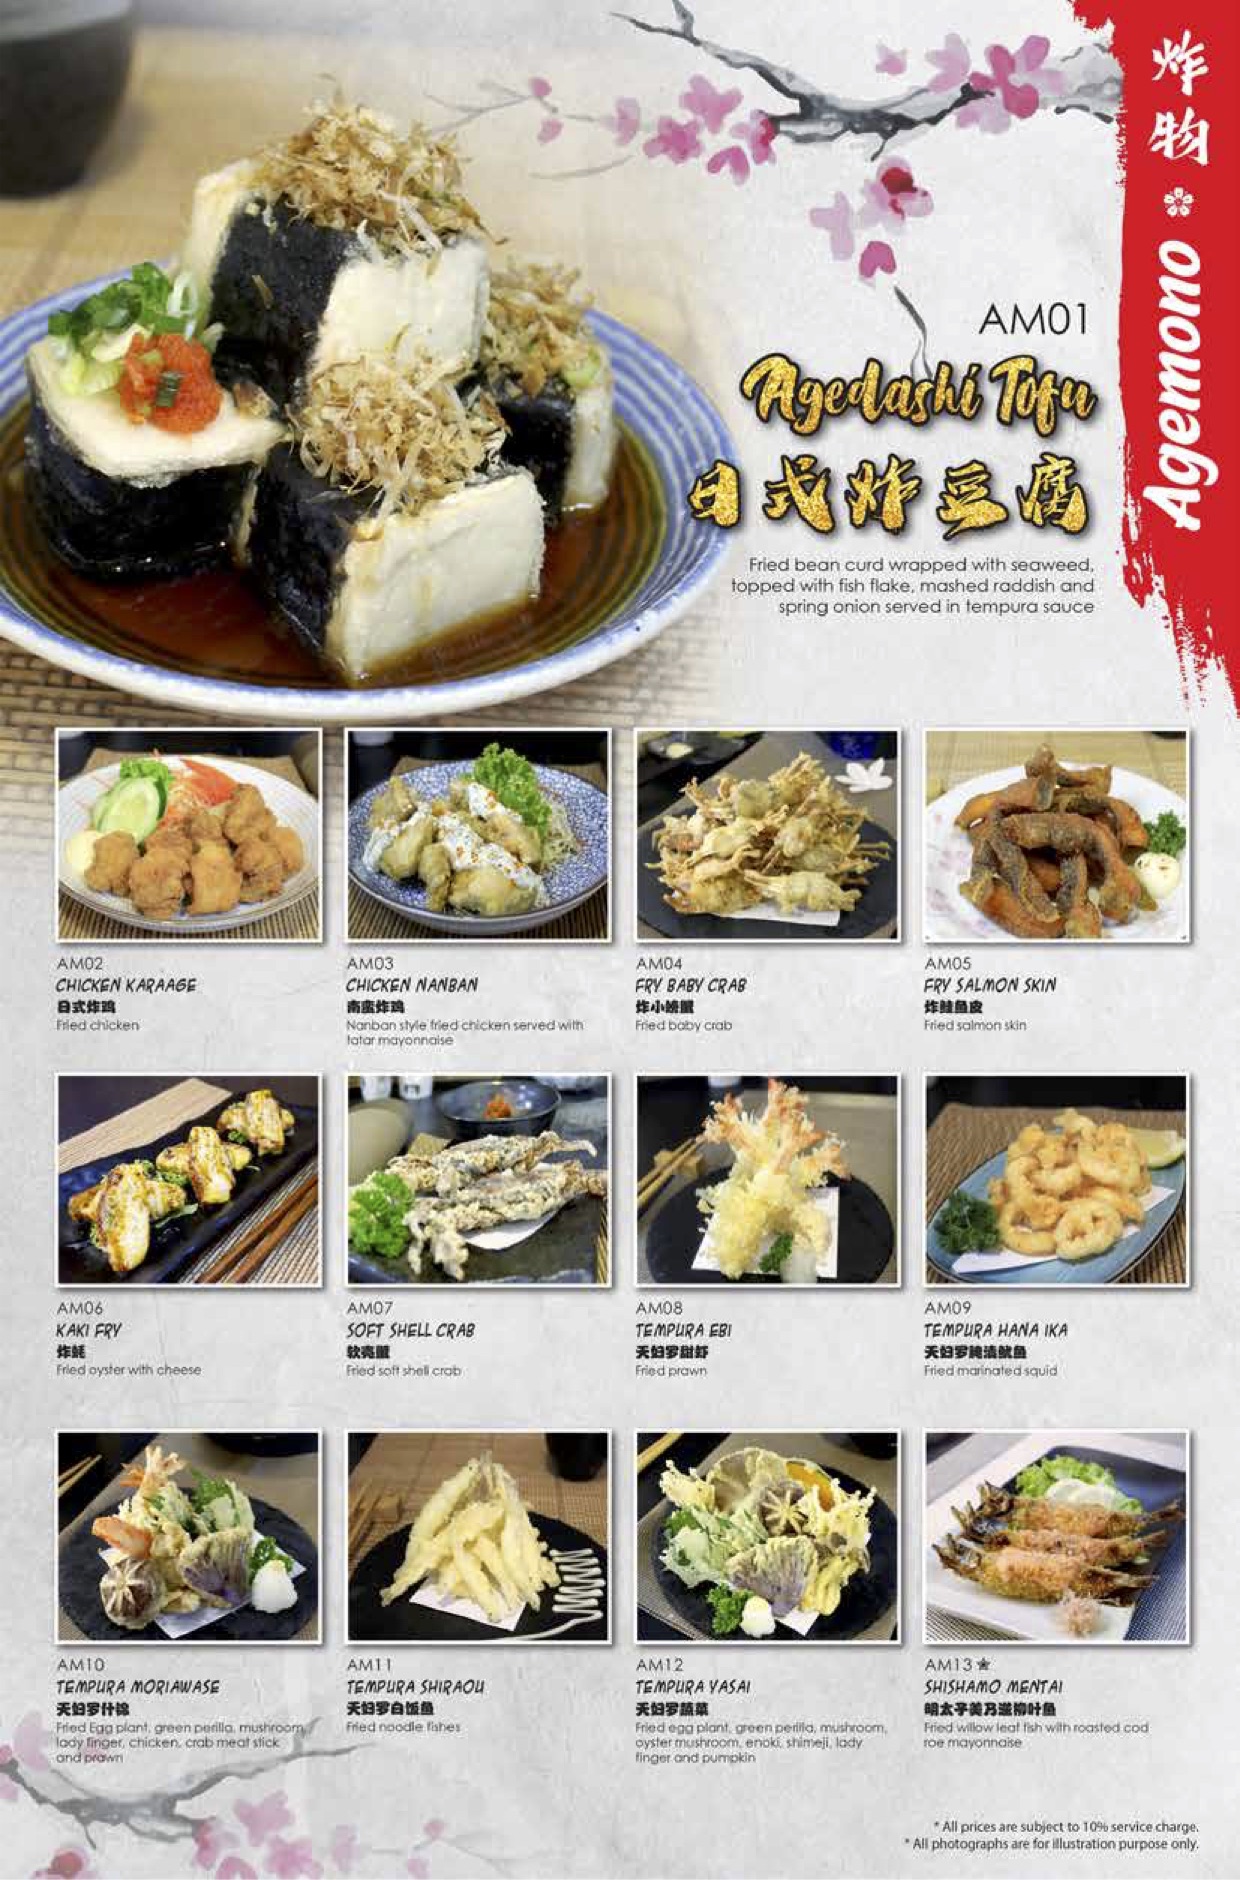 炸物
Agemono
AM01
Agedashi Tofu
日式炸豆腐
Fried bean curd wrapped with seaweed,
topped with fish flake, mashed raddish and
spring onion served in tempura sauce
AM02
CHICKEN KARAAGE
日式炸鸡
Fried chicken
AM03
CHICKEN NANBAN
南蛮炸鸡
Nanban style fried chicken served with
tatar mayonnaise
AM04
FRY BABY CRAB
炸小螃蟹
Fried baby crab
AM05
FRY SALMON SKIN
炸鲑鱼皮
Fried salmon skin
AM06
KAKI FRY
炸蚝
Fried oyster with cheese
AM07
SOFT SHELL CRAB
软壳蟹
Fried soft shell crab
AM08
TEMPURA EBI
天妇罗甜虾
Fried prawn
AM09
TEMPURA HANA IKA
天妇罗腌渍鱿鱼
Fried marinated squid
AM10
TEMPURA MORIAWASE
天妇罗什锦
Fried Egg plant, green perilla, mushroom,
lady finger, chicken, crab meat stick
and prawn
AM11
TEMPURA SHIRAOU
天妇罗白饭鱼
Fried noodle fishes
AM12
TEMPURA YASAI
天妇罗蔬菜
Fried egg plant, green perilla, mushroom,
oyster mushroom, enoki, shimeji, lady
finger and pumpkin
AM13
SHISHAMO MENTAI
明太子美乃滋柳叶鱼
Fried willow leaf fish with roasted cod
roe mayonnaise
* All prices are subject to 10% service charge.
* All photographs are for illustration purpose only.